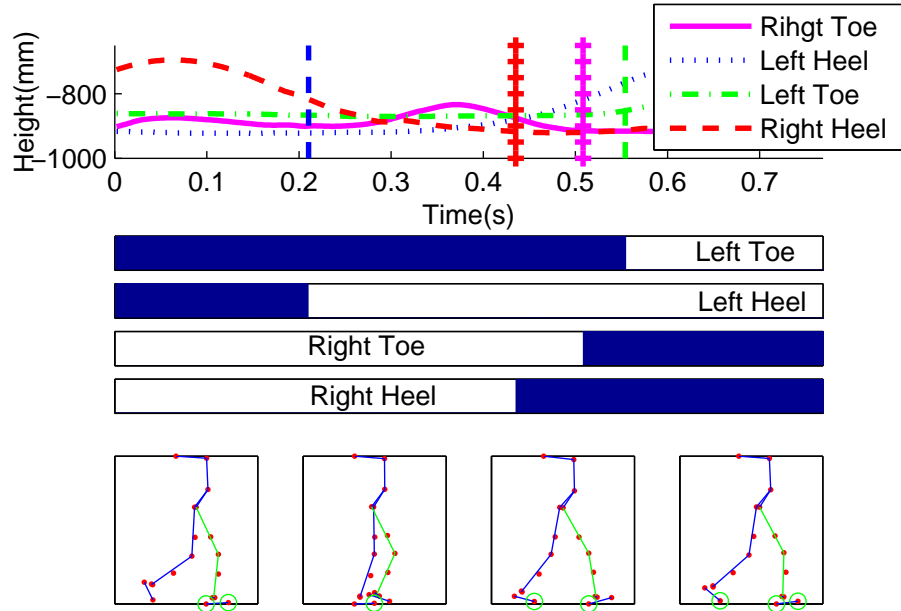 Rihgt Toe
Left Heel
Left Toe
Right Heel
Height(mm)
−800
−1000
0 0.1 0.2 0.3 0.4 0.5 0.6 0.7
Time(s)
Left Toe
Left Heel
Right Toe
Right Heel